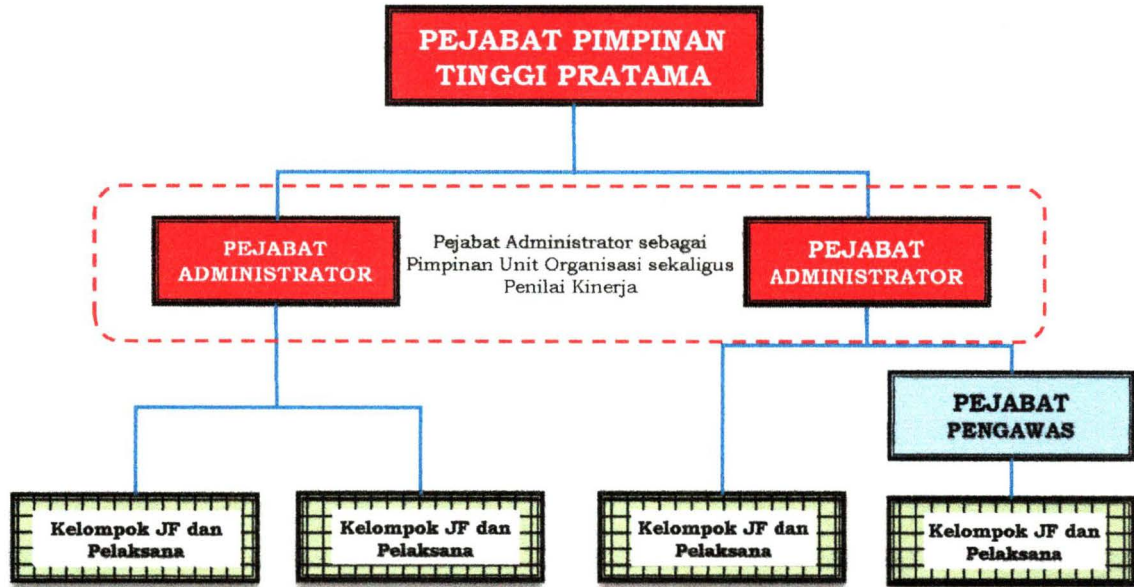 PEJABAT PIMPINAN
TINGGI PRATAMA
PEJABAT
ADMINISTRATOR
Pejabat Administrator sebagai
Pimpinan Unit Organisasi sekaligus
Penilai Kinerja
PEJABAT
ADMINISTRATOR
PEJABAT
PENGAWAS
Kelompok JF dan
Pelaksana
Kelompok JF dan
Pelaksana
Kelompok JF dan
Pelaksana
Kelompok JF dan
Pelaksana